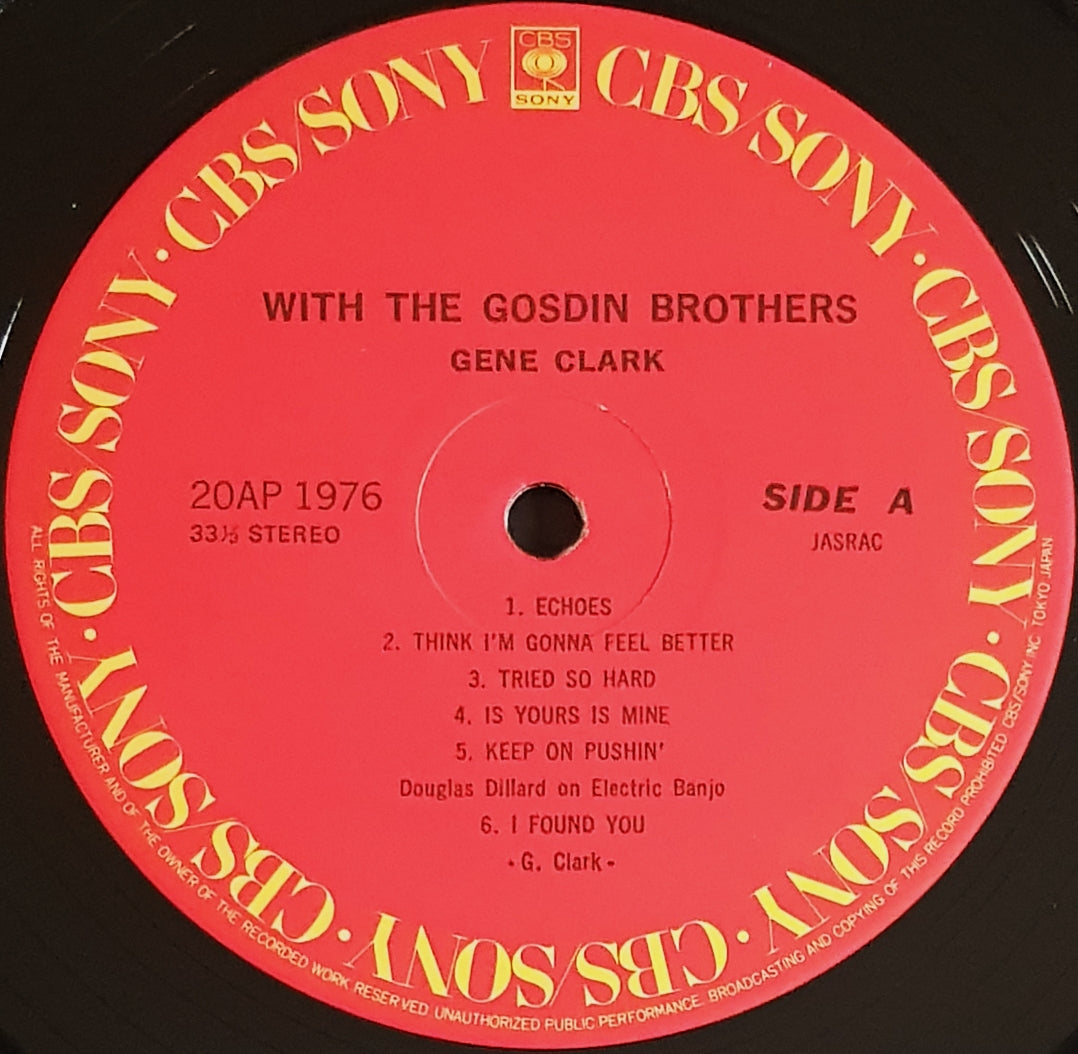 CBS
SONY
CBS/SONY · CBS/SONY · CBS/SONY · CBS/SONY · CBS/SONY · CBS/SONY · CBS/SONY · CBS/SONY
WITH THE GOSDIN BROTHERS
GENE CLARK
20AP 1976
33⅓ STEREO
SIDE A
JASRAC
1. ECHOES
2. THINK I'M GONNA FEEL BETTER
3. TRIED SO HARD
4. IS YOURS IS MINE
5. KEEP ON PUSHIN'
Douglas Dillard on Electric Banjo
6. I FOUND YOU
- G. Clark -
ALL RIGHTS OF THE MANUFACTURER AND OF THE OWNER OF THE RECORDED WORK RESERVED UNAUTHORIZED PUBLIC PERFORMANCE BROADCASTING AND COPYING OF THIS RECORD PROHIBITED CBS/SONY INC. TOKYO JAPAN